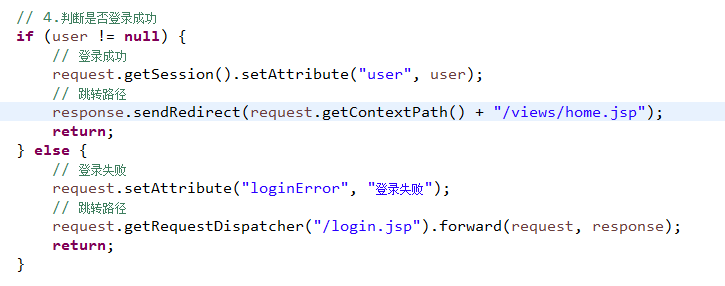 // 4.判断是否登录成功
if (user != null) {
    // 登录成功
    request.getSession().setAttribute("user", user);
    // 跳转路径
    response.sendRedirect(request.getContextPath() + "/views/home.jsp");
    return;
} else {
    // 登录失败
    request.setAttribute("loginError", "登录失败");
    // 跳转路径
    request.getRequestDispatcher("/login.jsp").forward(request, response);
    return;
}